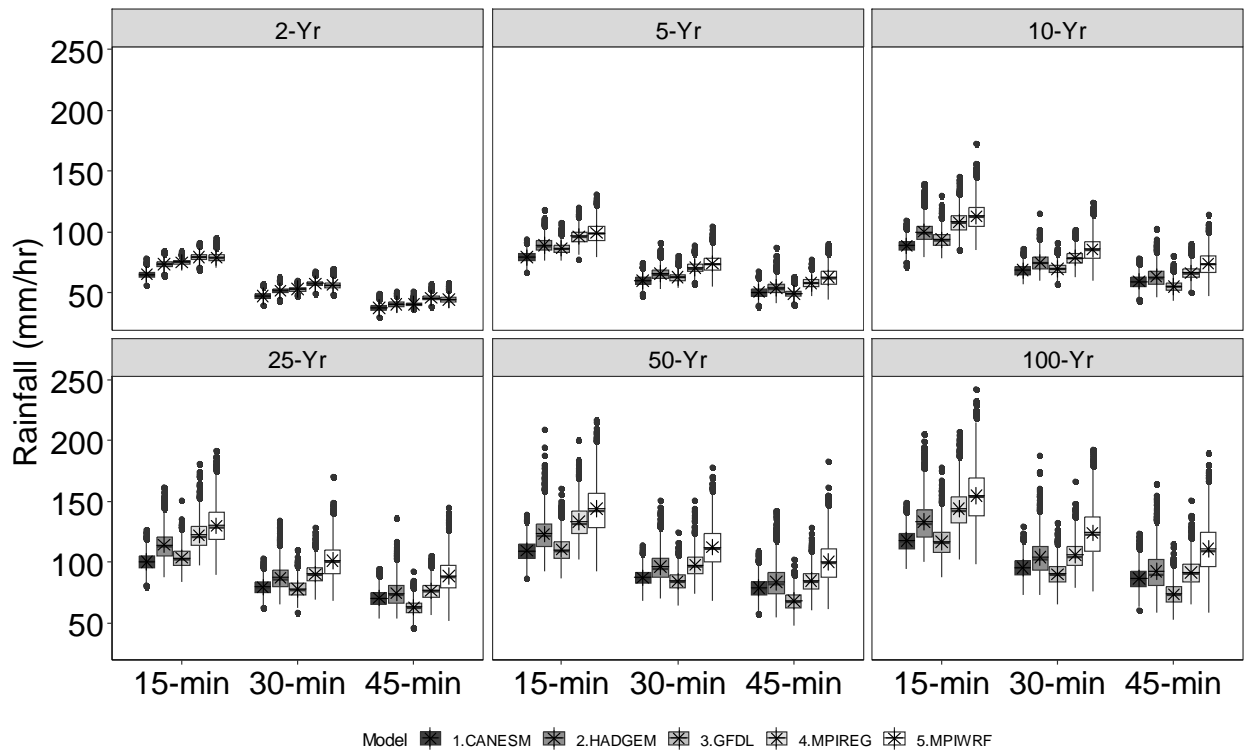 2-Yr 5-Yr 10-Yr
250
200
150
100
50
25-Yr 50-Yr 100-Yr
250
200
150
100
50
Rainfall (mm/hr)
15-min 30-min 45-min 15-min 30-min 45-min 15-min 30-min 45-min
Model 1.CANESM 2.HADGEM 3.GFDL 4.MPIREG 5.MPIWRF